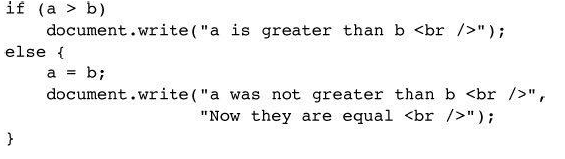 if (a > b)
    document.write("a is greater than b <br />");
else {
    a = b;
    document.write("a was not greater than b <br />",
                   "Now they are equal <br />");
}